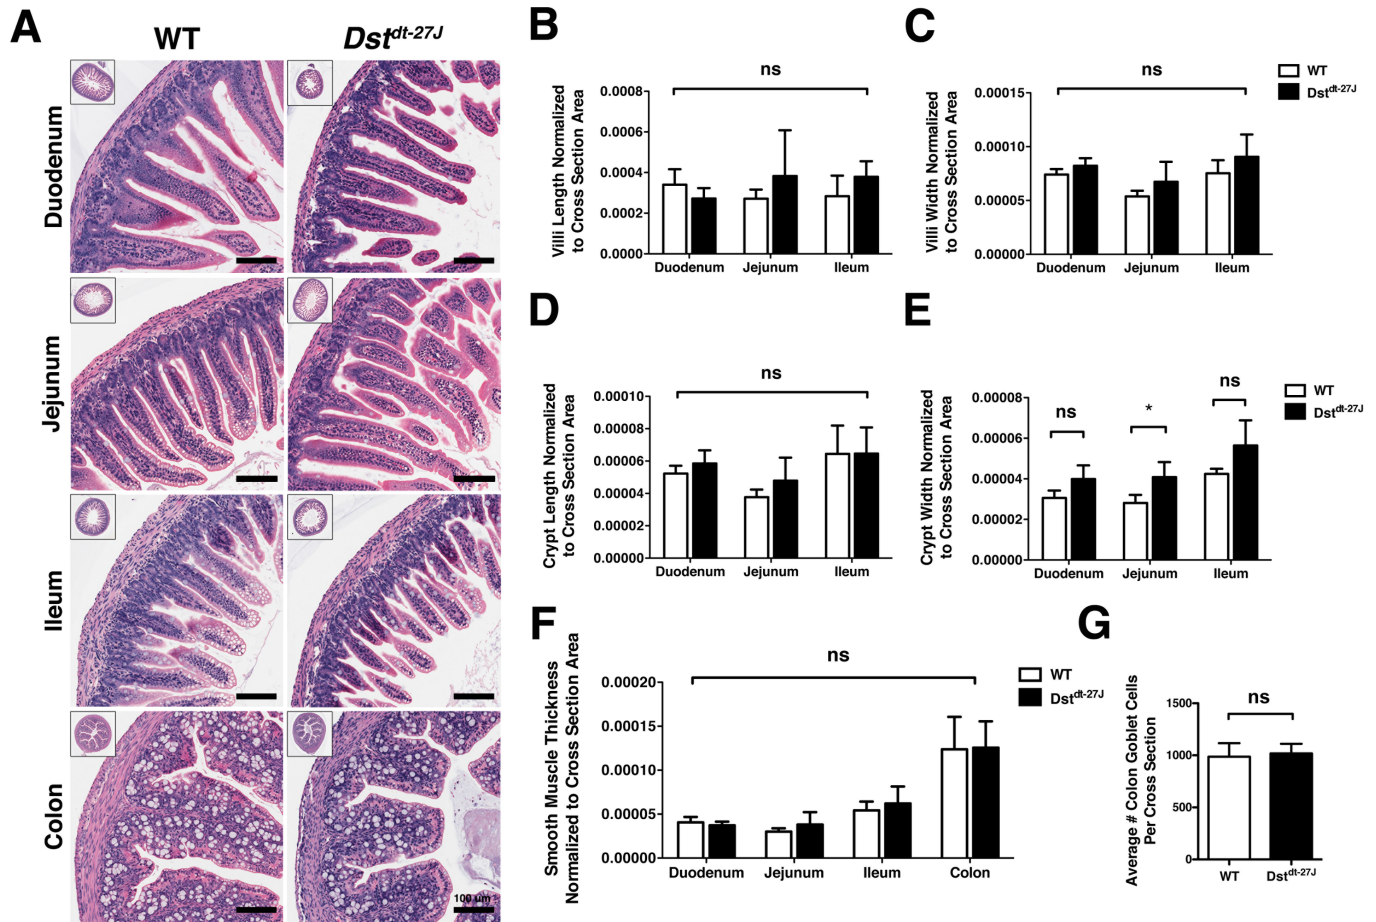 A
WT
Dst^dt-27J
Duodenum
Jejunum
Ileum
Colon
100 um
B
ns
Villi Length Normalized
to Cross Section Area
0.0008
0.0006
0.0004
0.0002
0.0000
Duodenum Jejunum Ileum
C
ns
WT
Dst^dt-27J
Villi Width Normalized
to Cross Section Area
0.00015
0.00010
0.00005
0.00000
Duodenum Jejunum Ileum
D
ns
Crypt Length Normalized
to Cross Section Area
0.00010
0.00008
0.00006
0.00004
0.00002
0.00000
Duodenum Jejunum Ileum
E
ns
*
ns
WT
Dst^dt-27J
Crypt Width Normalized
to Cross Section Area
0.00008
0.00006
0.00004
0.00002
0.00000
Duodenum Jejunum Ileum
F
ns
WT
Dst^dt-27J
Smooth Muscle Thickness
Normalized to Cross Section Area
0.00020
0.00015
0.00010
0.00005
0.00000
Duodenum Jejunum Ileum Colon
G
ns
Average # Colon Goblet Cells
Per Cross Section
1500
1000
500
0
WT Dst^dt-27J